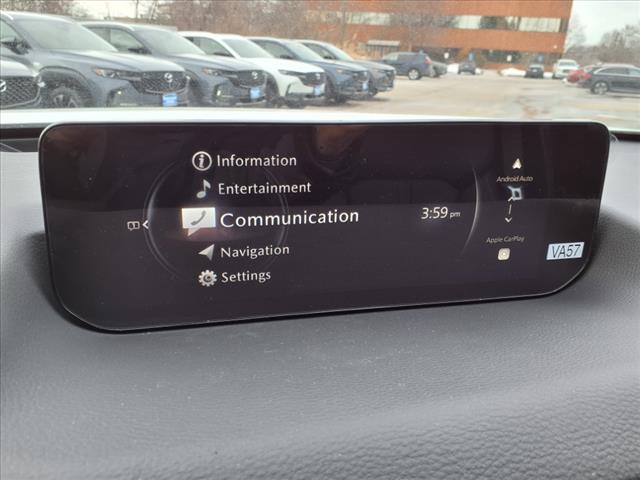 Information
Entertainment
Communication
3:59 pm
Navigation
Settings
Android Auto
Apple CarPlay
VA57